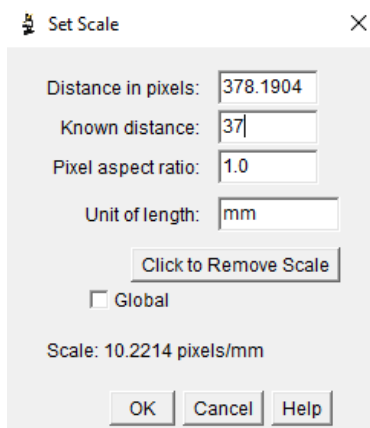 Set Scale
Distance in pixels: 378.1904
Known distance: 37
Pixel aspect ratio: 1.0
Unit of length: mm
Click to Remove Scale
Global
Scale: 10.2214 pixels/mm
OK Cancel Help